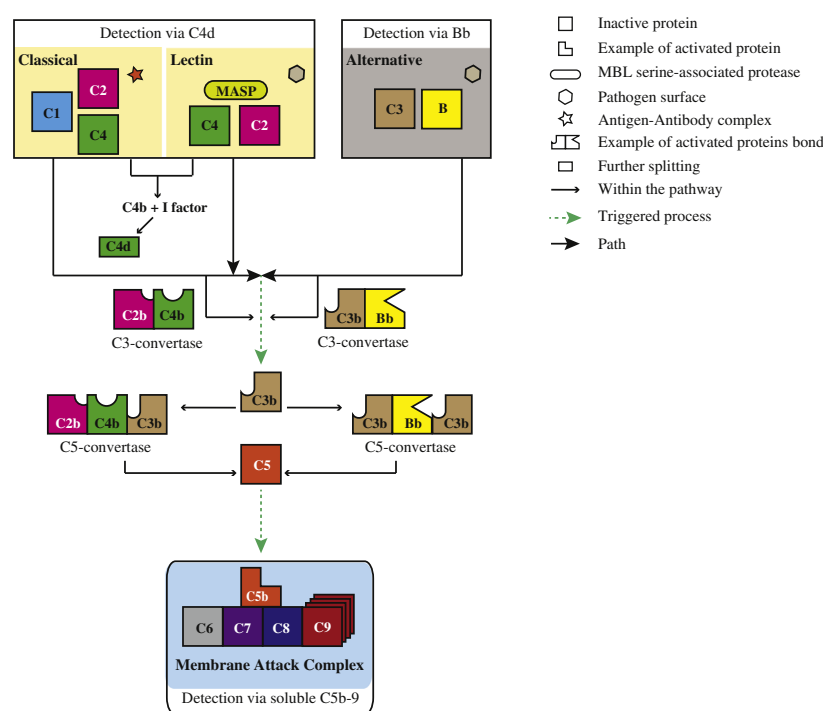 Detection via C4d
Detection via Bb
Classical
Lectin
Alternative
C1
C2
C4
MASP
C4
C2
C3
B
C4b + I factor
C4d
C2b
C4b
C3-convertase
C3b
Bb
C3-convertase
C3b
C2b
C4b
C3b
C5-convertase
C3b
Bb
C3b
C5-convertase
C5
C5b
C6
C7
C8
C9
Membrane Attack Complex
Detection via soluble C5b-9
Inactive protein
Example of activated protein
MBL serine-associated protease
Pathogen surface
Antigen-Antibody complex
Example of activated proteins bond
Further splitting
Within the pathway
Triggered process
Path